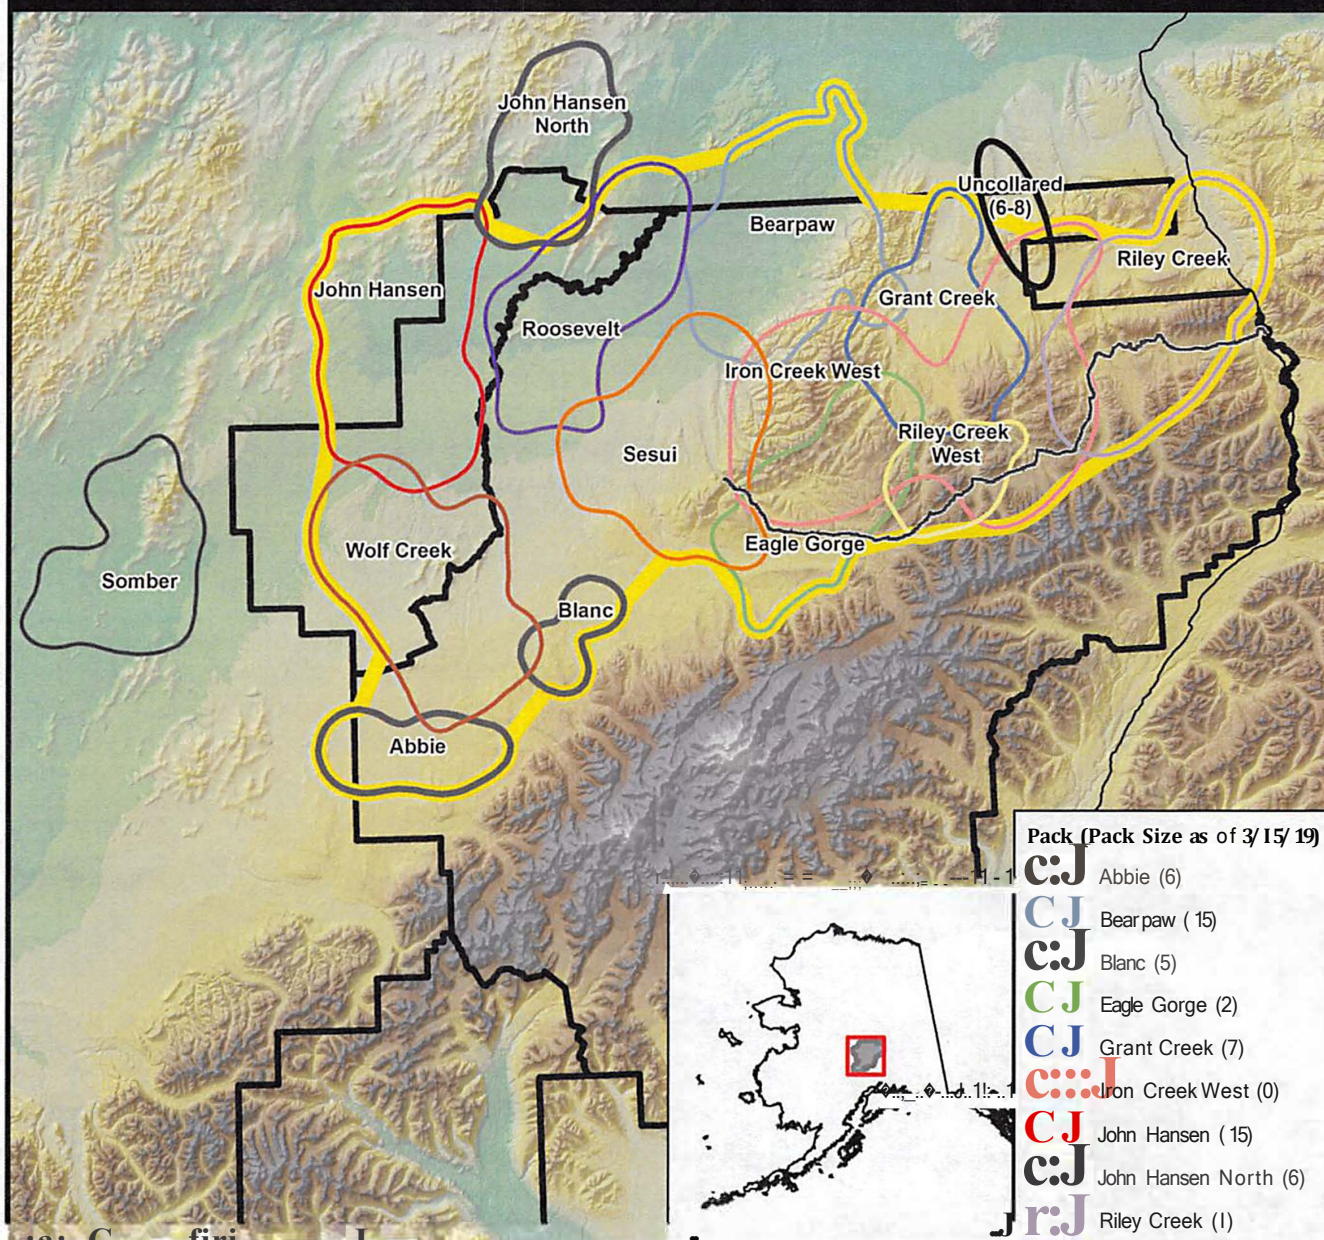 John Hansen
North
Uncollared
(6-8)
Bearpaw
Riley Creek
John Hansen
Grant Creek
Roosevelt
Iron Creek West
Riley Creek
West
Sesui
Wolf Creek
Eagle Gorge
Somber
Blanc
Abbie
Pack (Pack Size as of 3/15/19)
Abbie (6)
Bearpaw (15)
Blanc (5)
Eagle Gorge (2)
Grant Creek (7)
Iron Creek West (0)
John Hansen (15)
John Hansen North (6)
Riley Creek (I)